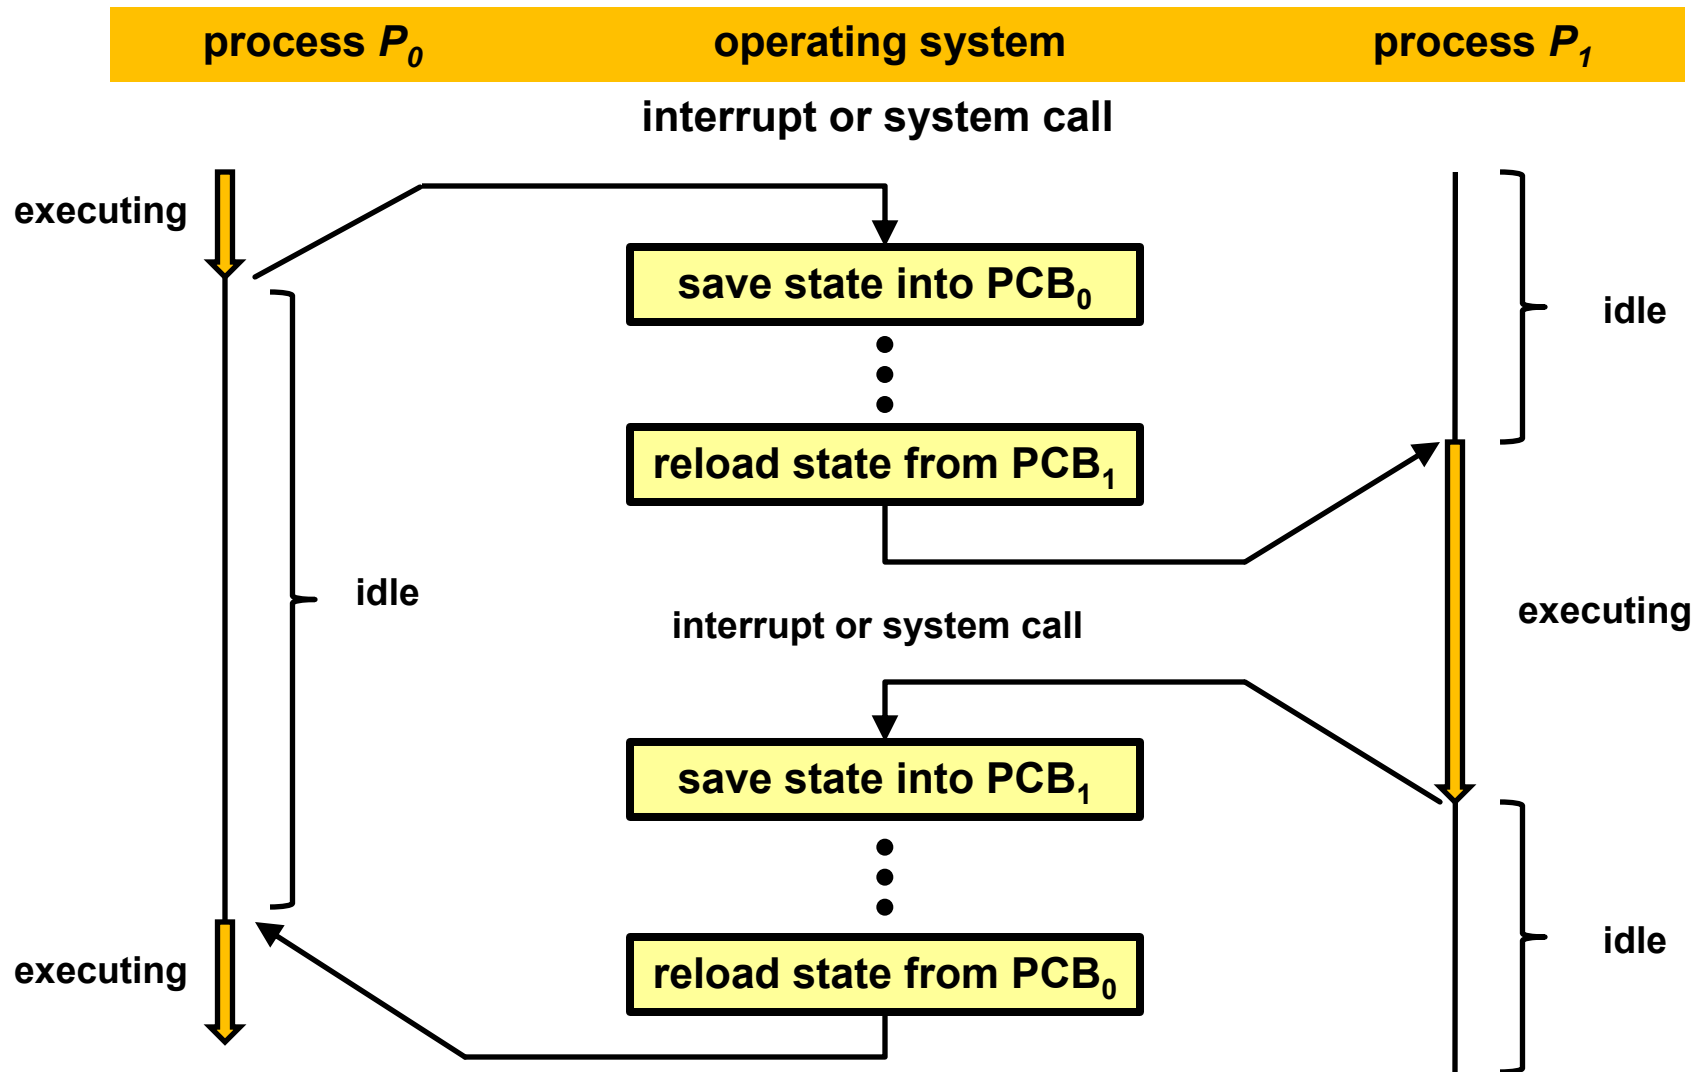 process P₀ operating system process P₁
interrupt or system call
executing
save state into PCB₀
idle
reload state from PCB₁
idle
interrupt or system call
executing
save state into PCB₁
idle
executing
reload state from PCB₀